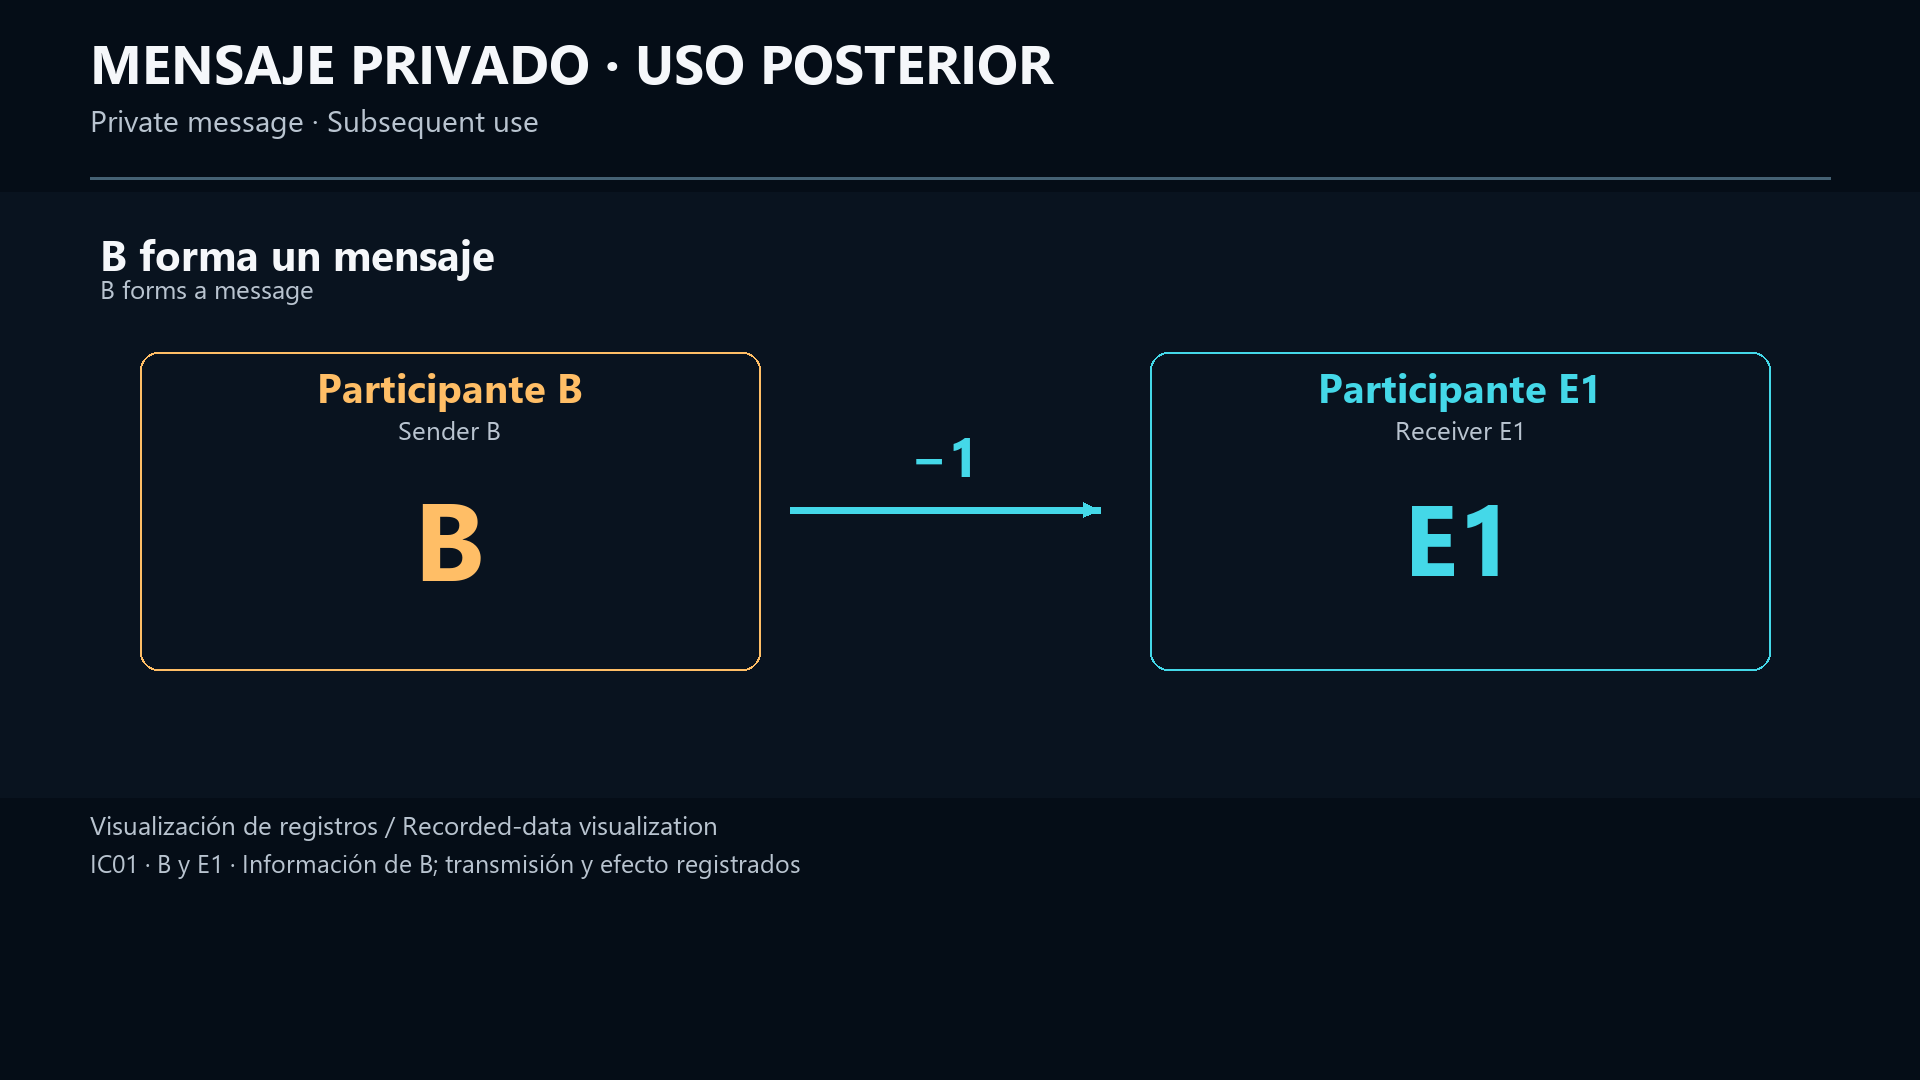 MENSAJE PRIVADO · USO POSTERIOR
Private message · Subsequent use
B forma un mensaje
B forms a message
Participante B
Sender B
B
−1
Participante E1
Receiver E1
E1
Visualización de registros / Recorded-data visualization
IC01 · B y E1 · Información de B; transmisión y efecto registrados